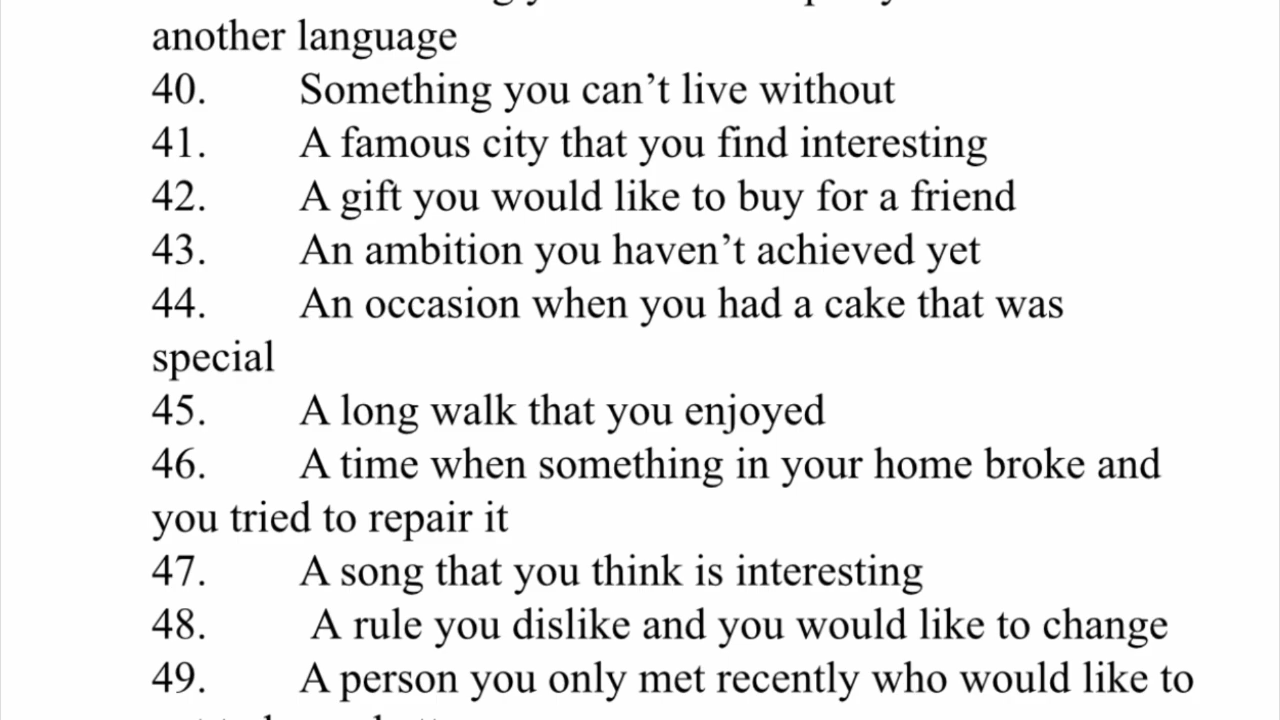 another language
40. Something you can’t live without
41. A famous city that you find interesting
42. A gift you would like to buy for a friend
43. An ambition you haven’t achieved yet
44. An occasion when you had a cake that was
special
45. A long walk that you enjoyed
46. A time when something in your home broke and
you tried to repair it
47. A song that you think is interesting
48. A rule you dislike and you would like to change
49. A person you only met recently who would like to